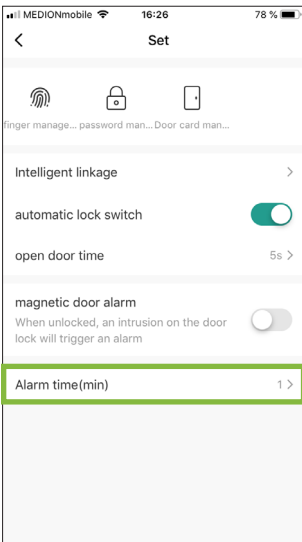 MEDIONmobile 16:26 78 %
Set
finger manage... password man... Door card man...
Intelligent linkage
automatic lock switch
open door time 5s
magnetic door alarm
When unlocked, an intrusion on the door
lock will trigger an alarm
Alarm time(min) 1